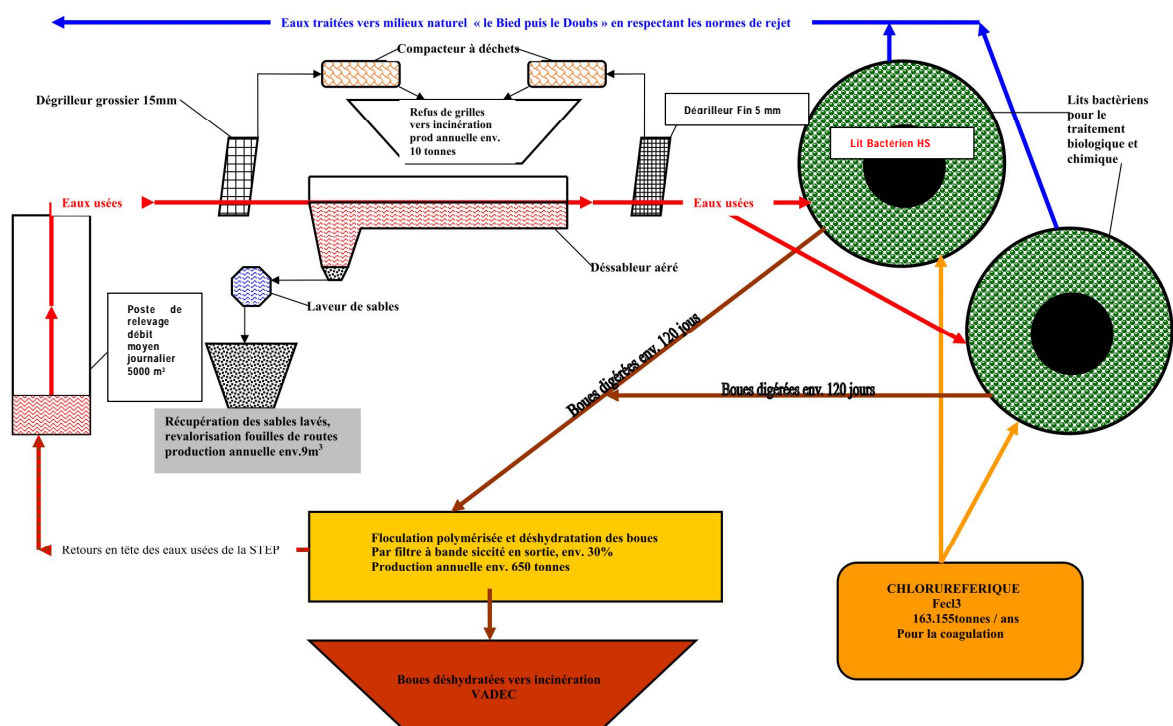 Eaux traitées vers milieux naturel « le Bied puis le Doubs » en respectant les normes de rejet
Compacteur à déchets
Dégrilleur grossier 15mm
Refus de grilles
vers incinération
prod annuelle env.
10 tonnes
Dégrilleur Fin 5 mm
Lits bactèriens
pour le
traitement
biologique et
chimique
Lit Bactérien HS
Eaux usées
Eaux usées
Déssableur aéré
Laveur de sables
Poste de
relevage
débit
moyen
journalier
5000 m³
Récupération des sables lavés,
revalorisation fouilles de routes
production annuelle env.9m³
Boues digérées env. 120 jous
Boues digérées env. 120 jours
Retours en tête des eaux usées de la STEP
Floculation polymérisée et déshydratation des boues
Par filtre à bande siccité en sortie, env. 30%
Production annuelle env. 650 tonnes
CHLORUREFERIQUE
Fecl3
163.155tonnes / ans
Pour la coagulation
Boues déshydratées vers incinération
VADEC